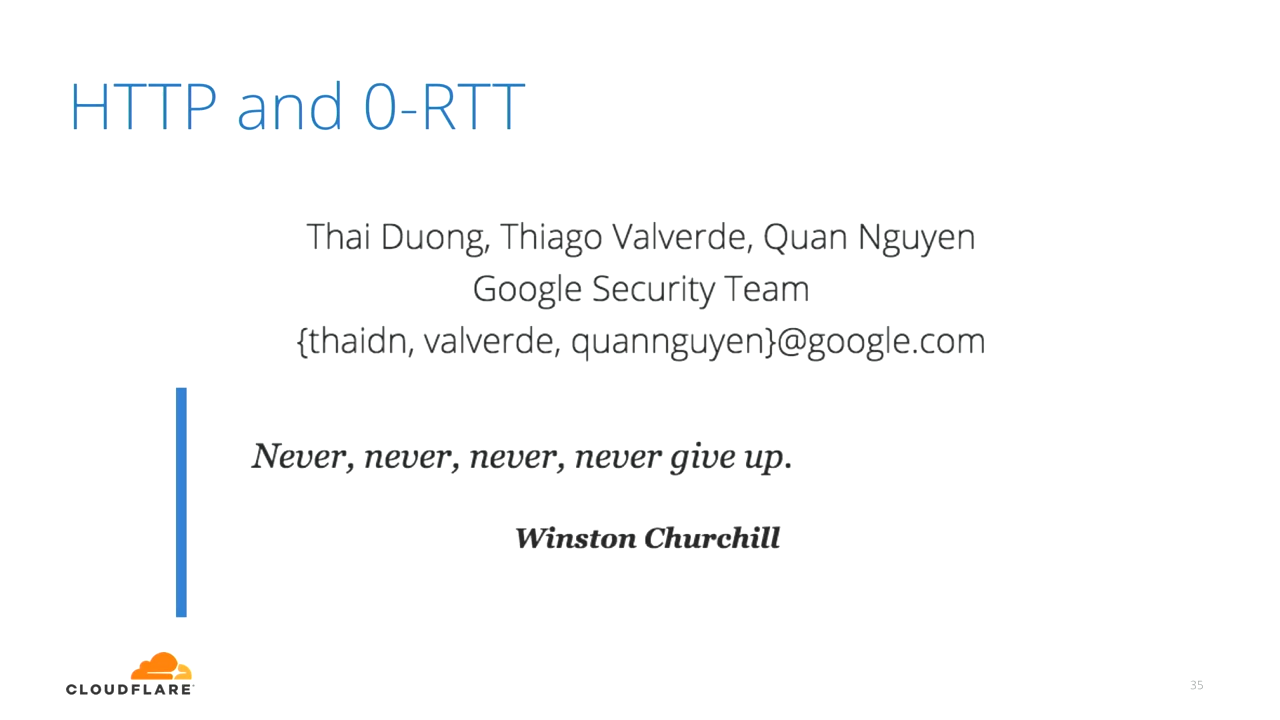 HTTP and 0-RTT
Thai Duong, Thiago Valverde, Quan Nguyen
Google Security Team
{thaidn, valverde, quannguyen}@google.com
Never, never, never, never give up.
Winston Churchill
CLOUDFLARE
35